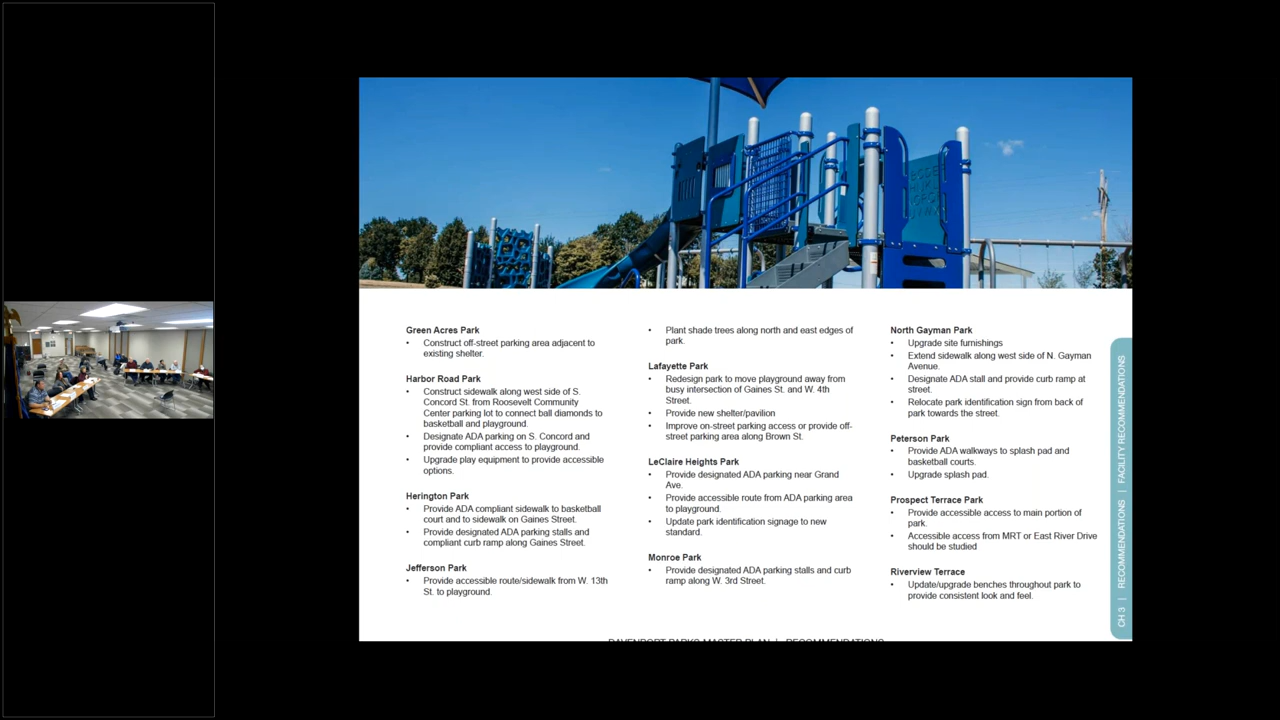 Green Acres Park
• Construct off-street parking area adjacent to
existing shelter.
Harbor Road Park
• Construct sidewalk along west side of S.
Concord St. from Roosevelt Community
Center parking lot to connect ball diamonds to
basketball and playground.
• Designate ADA parking on S. Concord and
provide compliant access to playground.
• Upgrade play equipment to provide accessible
options.
Herington Park
• Provide ADA compliant sidewalk to basketball
court and to sidewalk on Gaines Street.
• Provide designated ADA parking stalls and
compliant curb ramp along Gaines Street.
Jefferson Park
• Provide accessible route/sidewalk from W. 13th
St. to playground.
• Plant shade trees along north and east edges of
park.
Lafayette Park
• Redesign park to move playground away from
busy intersection of Gaines St. and W. 4th
Street.
• Provide new shelter/pavilion
• Improve on-street parking access or provide off-
street parking area along Brown St.
LeClaire Heights Park
• Provide designated ADA parking near Grand
Ave.
• Provide accessible route from ADA parking area
to playground.
• Update park identification signage to new
standard.
Monroe Park
• Provide designated ADA parking stalls and curb
ramp along W. 3rd Street.
North Gayman Park
• Upgrade site furnishings
• Extend sidewalk along west side of N. Gayman
Avenue.
• Designate ADA stall and provide curb ramp at
street.
• Relocate park identification sign from back of
park towards the street.
Peterson Park
• Provide ADA walkways to splash pad and
basketball courts.
• Upgrade splash pad.
Prospect Terrace Park
• Provide accessible access to main portion of
park.
• Accessible access from MRT or East River Drive
should be studied
Riverview Terrace
• Update/upgrade benches throughout park to
provide consistent look and feel.
CH 3 | RECOMMENDATIONS | FACILITY RECOMMENDATIONS
DAVENPORT PARKS MASTER PLAN | RECOMMENDATIONS